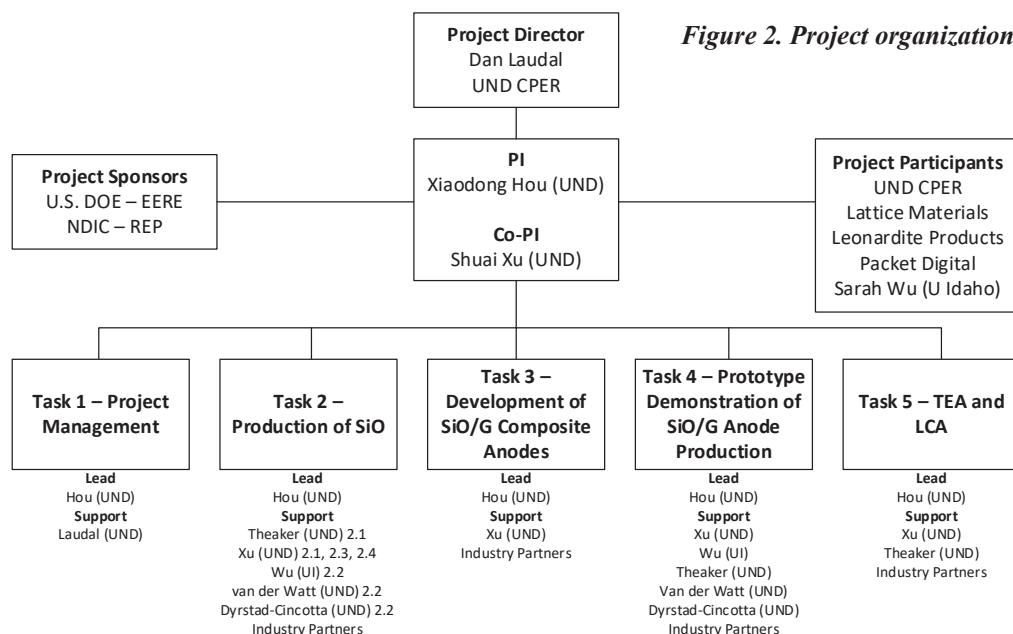 Figure 2. Project organization
Project Director
Dan Laudal
UND CPER
PI
Xiaodong Hou (UND)
Co-PI
Shuai Xu (UND)
Project Sponsors
U.S. DOE – EERE
NDIC – REP
Project Participants
UND CPER
Lattice Materials
Leonardite Products
Packet Digital
Sarah Wu (U Idaho)
Task 1 – Project
Management
Lead
Hou (UND)
Support
Laudal (UND)
Task 2 –
Production of SiO
Lead
Hou (UND)
Support
Theaker (UND) 2.1
Xu (UND) 2.1, 2.3, 2.4
Wu (UI) 2.2
van der Watt (UND) 2.2
Dyrstad-Cincotta (UND) 2.2
Industry Partners
Task 3 –
Development of
SiO/G Composite
Anodes
Lead
Hou (UND)
Support
Xu (UND)
Industry Partners
Task 4 – Prototype
Demonstration of
SiO/G Anode
Production
Lead
Hou (UND)
Support
Xu (UND)
Wu (UI)
Theaker (UND)
Van der Watt (UND)
Dyrstad-Cincotta (UND)
Industry Partners
Task 5 – TEA and
LCA
Lead
Hou (UND)
Support
Xu (UND)
Theaker (UND)
Industry Partners